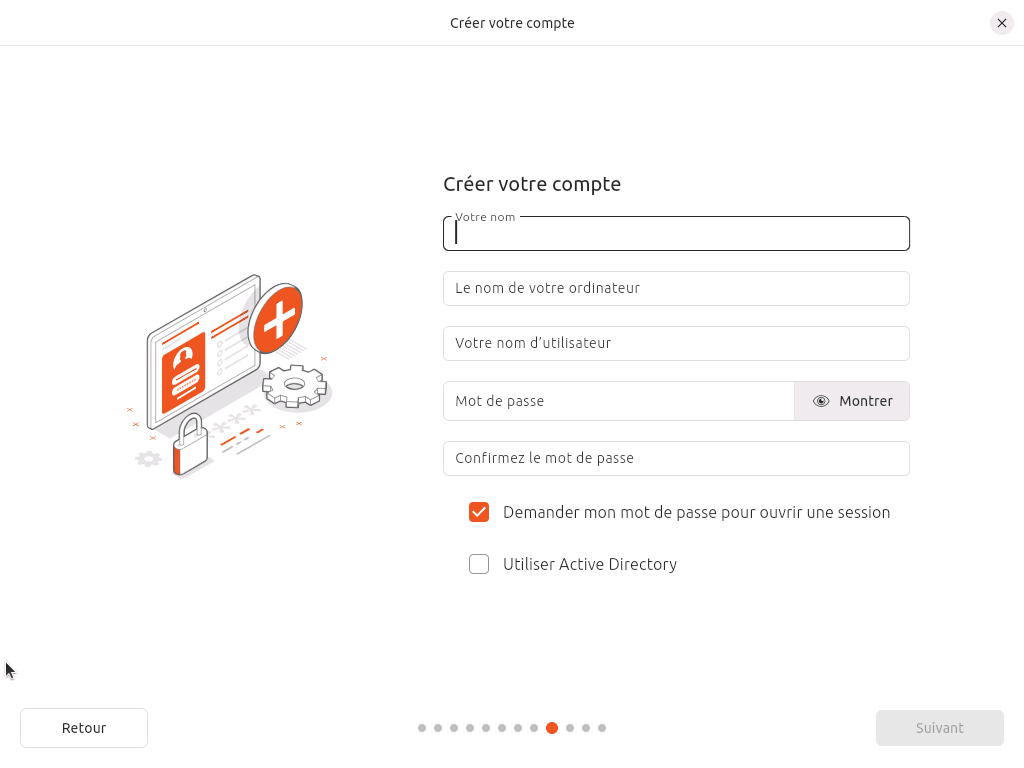 Créer votre compte
Créer votre compte
Votre nom
Le nom de votre ordinateur
Votre nom d’utilisateur
Mot de passe
Montrer
Confirmez le mot de passe
Demander mon mot de passe pour ouvrir une session
Utiliser Active Directory
Retour
Suivant